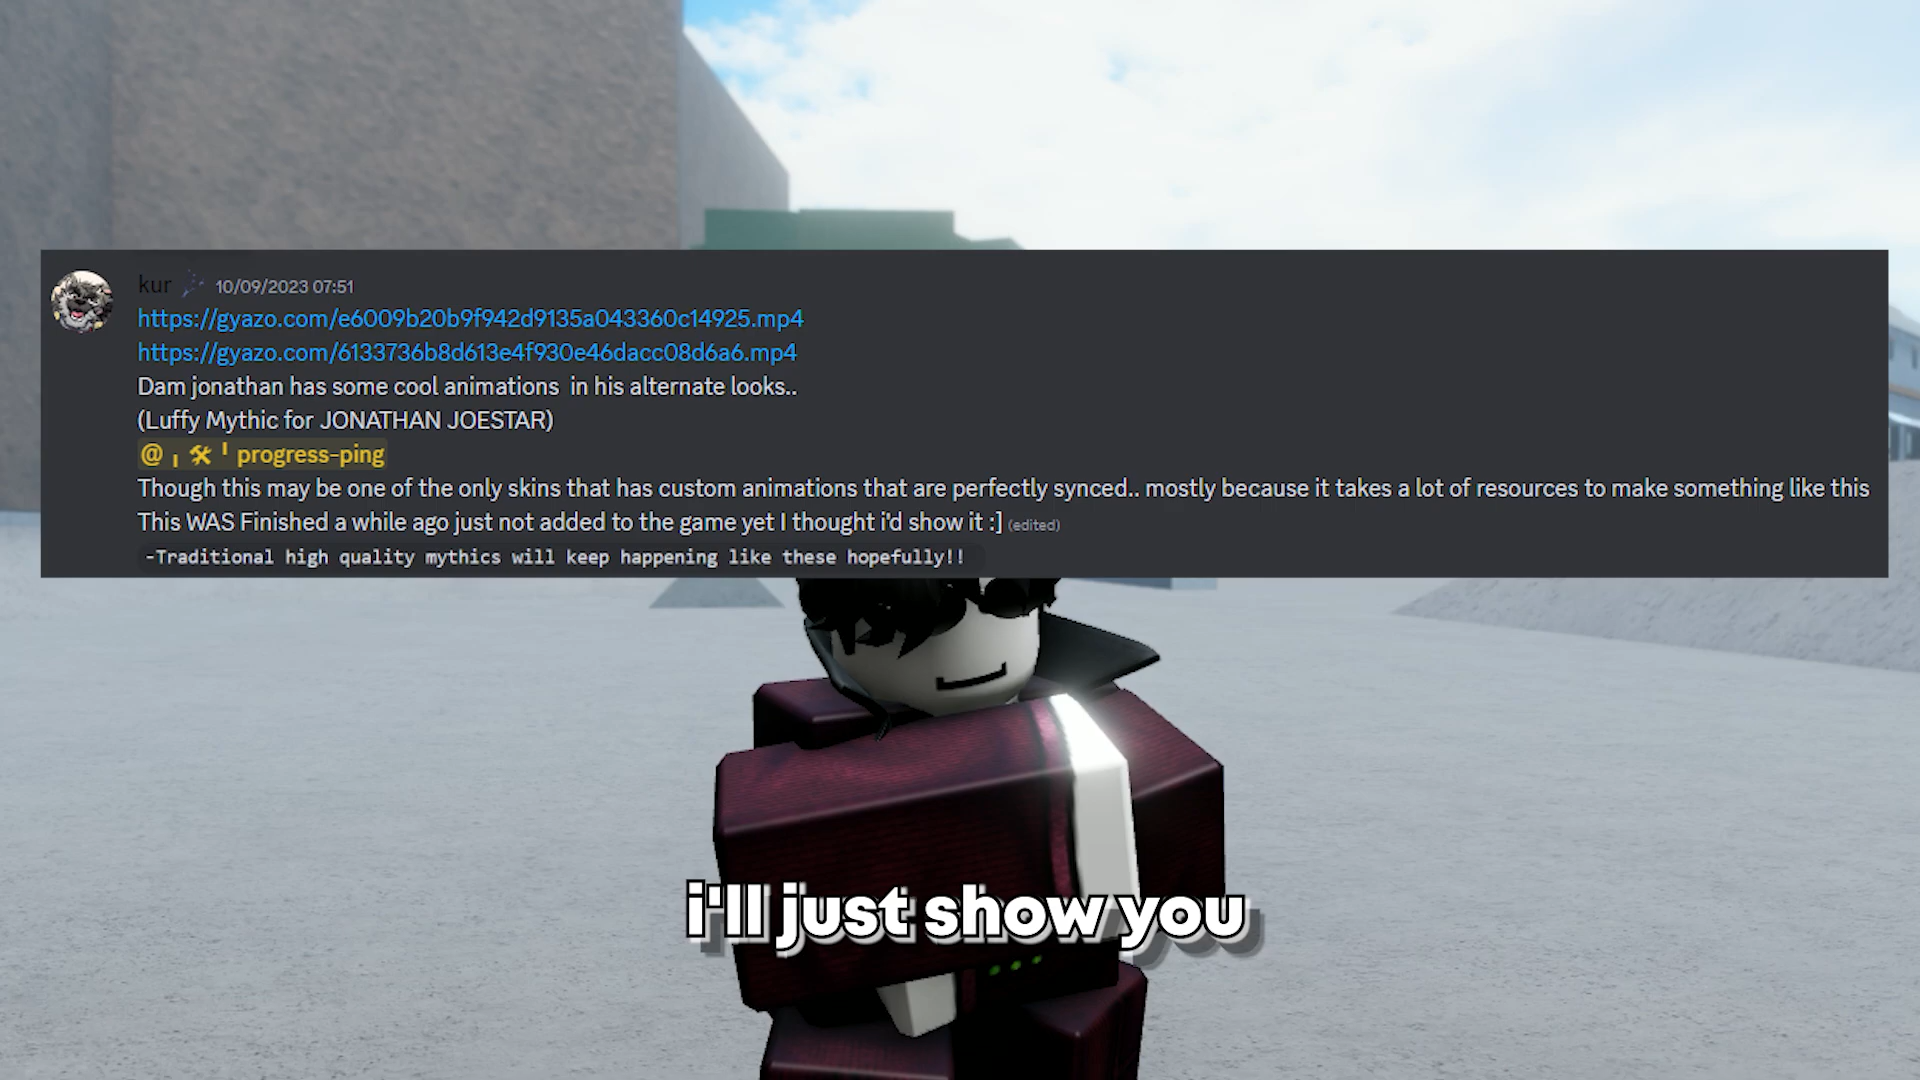 kur 10/09/2023 07:51
https://gyazo.com/e6009b20b9f942d9135a043360c14925.mp4
https://gyazo.com/6133736b8d613e4f930e46dacc08d6a6.mp4
Dam jonathan has some cool animations  in his alternate looks..
(Luffy Mythic for JONATHAN JOESTAR)
@╷🛠╵progress-ping
Though this may be one of the only skins that has custom animations that are perfectly synced.. mostly because it takes a lot of resources to make something like this
This WAS Finished a while ago just not added to the game yet I thought i'd show it :] (edited)
-Traditional high quality mythics will keep happening like these hopefully!!
i'll just show you